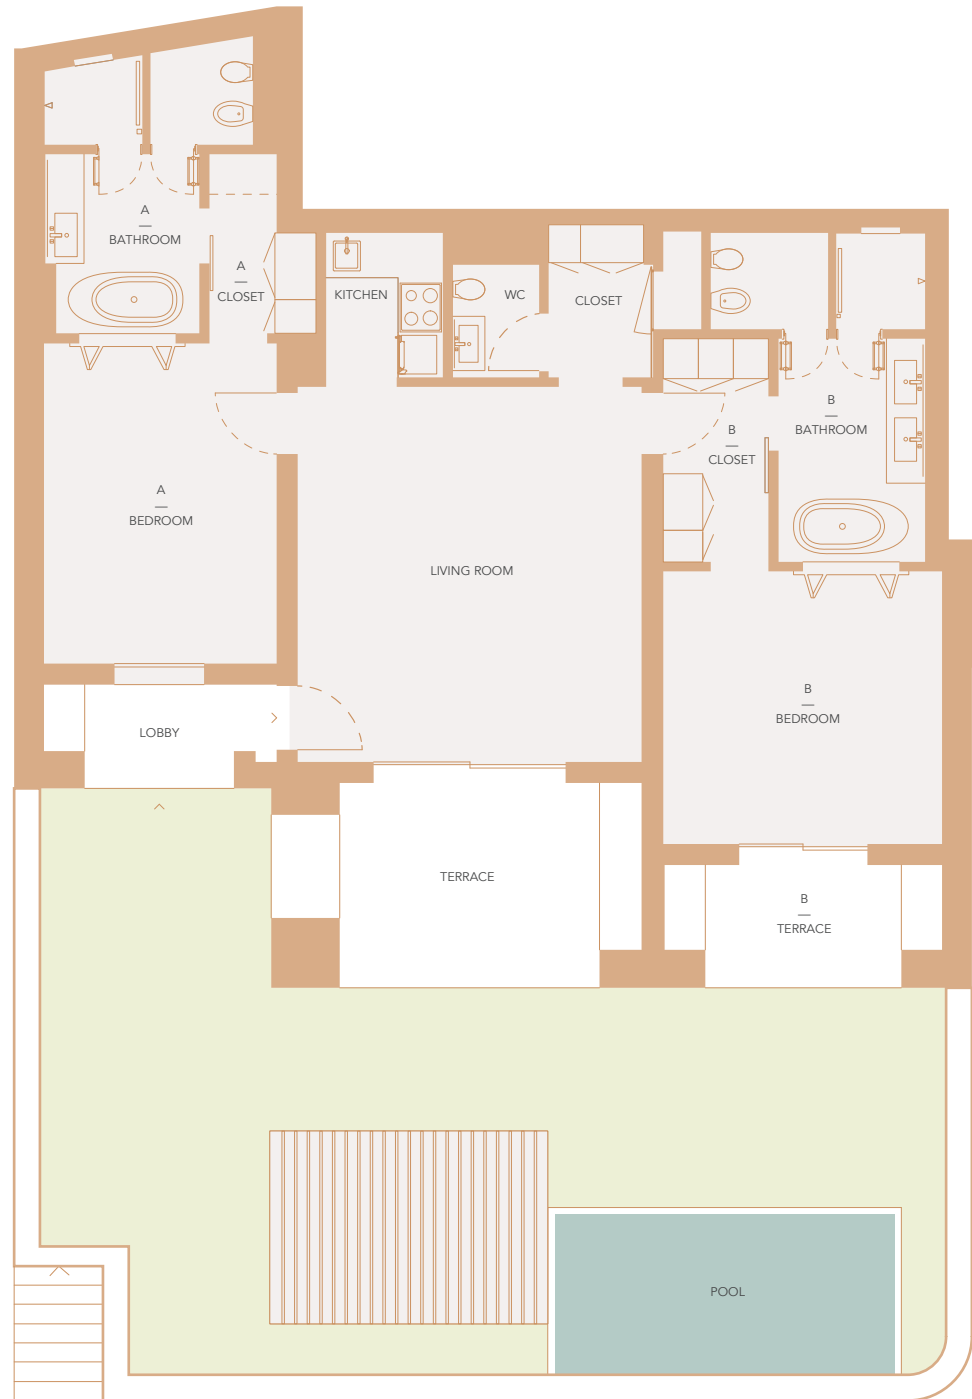 A
BATHROOM
A
CLOSET
KITCHEN
WC
CLOSET
B
BATHROOM
B
CLOSET
A
BEDROOM
LIVING ROOM
B
BEDROOM
LOBBY
TERRACE
B
TERRACE
POOL